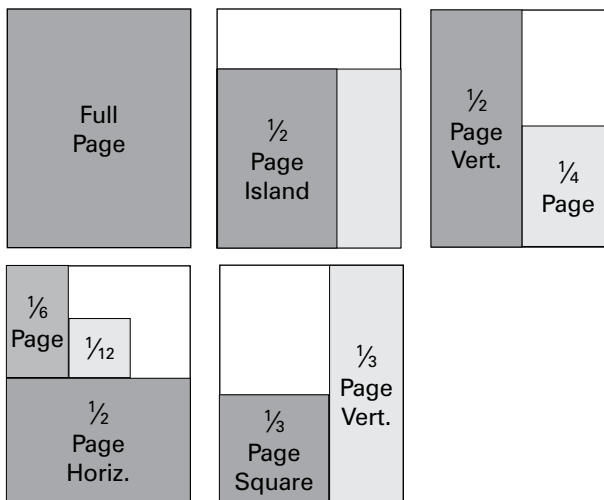 Full
Page
½
Page
Island
½
Page
Vert.
¼
Page
⅙
Page
1⁄12
½
Page
Horiz.
⅓
Page
Square
⅓
Page
Vert.